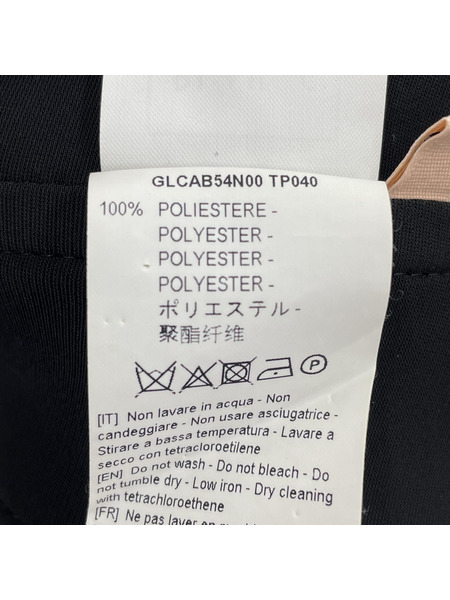 GLCAB54N00 TP040
100% POLIESTERE -
POLYESTER -
POLYESTER -
POLYESTER -
ポリエステル -
聚酯纤维
P
[IT] Non lavare in acqua - Non
candeggiare - Non usare asciugatrice -
Stirare a bassa temperatura - Lavare a
secco con tetracloroetilene
[EN] Do not wash - Do not bleach - Do
not tumble dry - Low iron - Dry cleaning
with tetrachloroethene
[FR] Ne pas laver